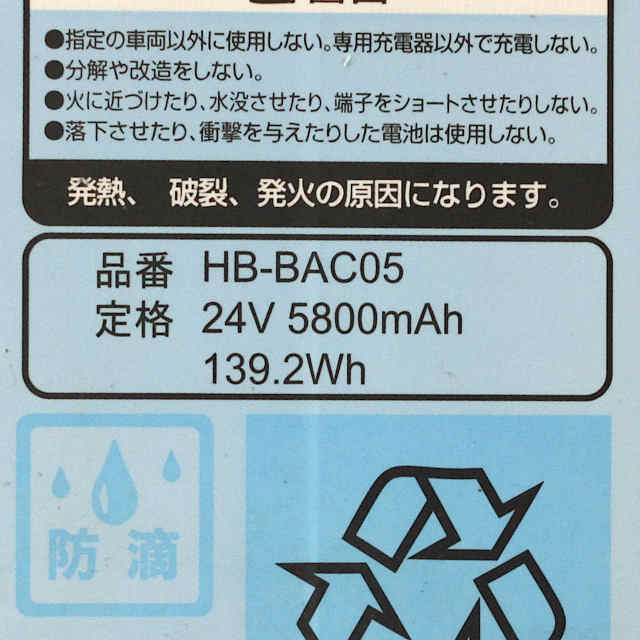 ●指定の車両以外に使用しない。専用充電器以外で充電しない。
●分解や改造をしない。
●火に近づけたり、水没させたり、端子をショートさせたりしない。
●落下させたり、衝撃を与えたりした電池は使用しない。
発熱、破裂、発火の原因になります。
品番 HB-BAC05
定格 24V 5800mAh
139.2Wh
防滴